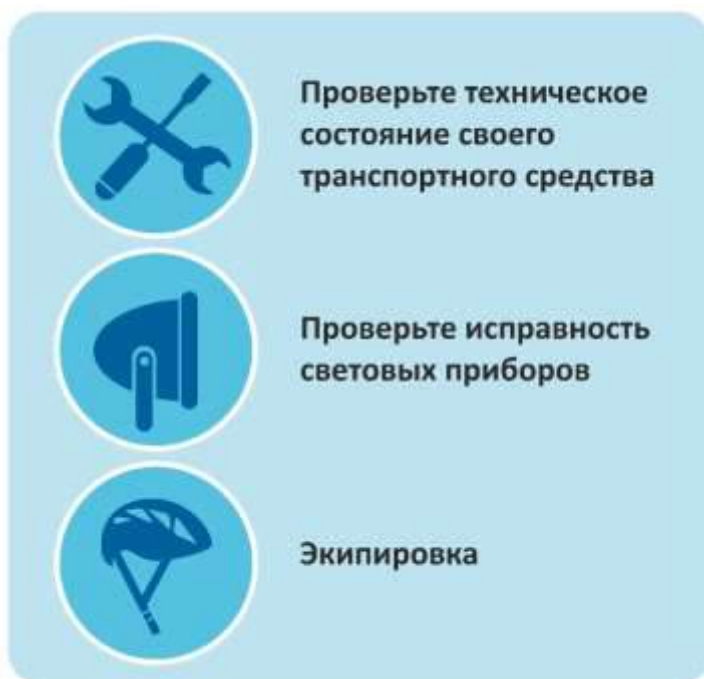 Проверьте техническое
состояние своего
транспортного средства
Проверьте исправность
световых приборов
Экипировка